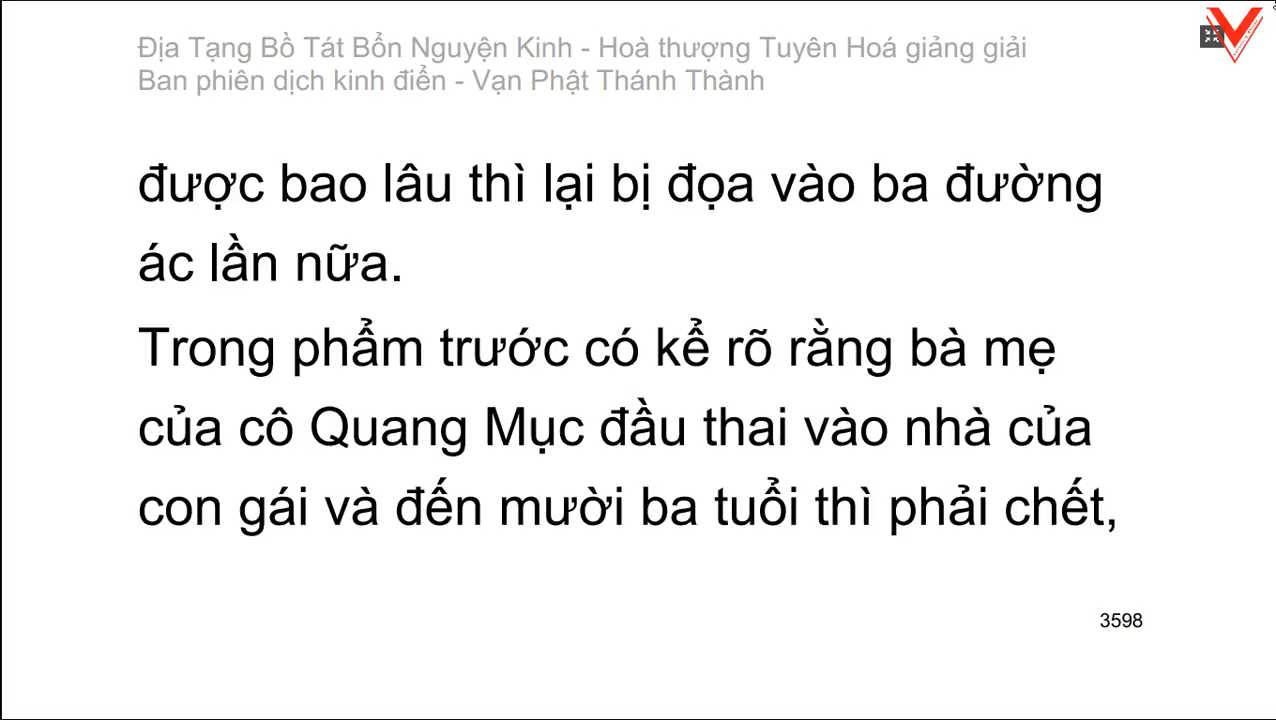 Địa Tạng Bồ Tát Bổn Nguyện Kinh - Hoà thượng Tuyên Hoá giảng giải
Ban phiên dịch kinh điển - Vạn Phật Thánh Thành
được bao lâu thì lại bị đọa vào ba đường
ác lần nữa.
Trong phẩm trước có kể rõ rằng bà mẹ
của cô Quang Mục đầu thai vào nhà của
con gái và đến mười ba tuổi thì phải chết,
3598